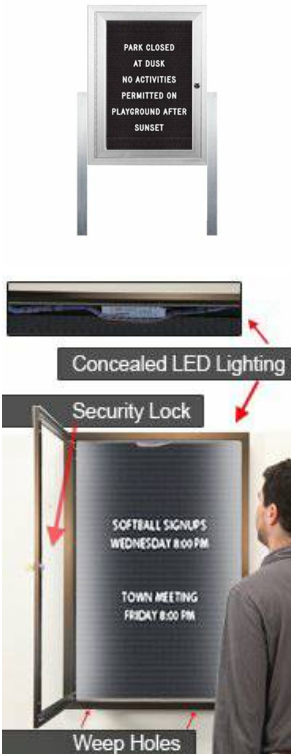 PARK CLOSED
AT DUSK
NO ACTIVITIES
PERMITTED ON
PLAYGROUND AFTER
SUNSET
Concealed LED Lighting
Security Lock
SOFTBALL SIGNUPS
WEDNESDAY 8:00 PM
TOWN MEETING
FRIDAY 8:00 PM
Weep Holes